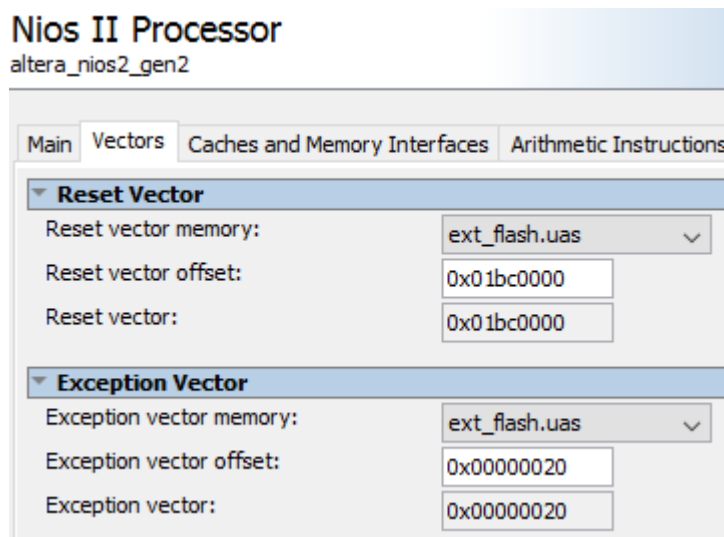 Nios II Processor
altera_nios2_gen2
Main Vectors Caches and Memory Interfaces Arithmetic Instructions
Reset Vector
Reset vector memory: ext_flash.uas
Reset vector offset: 0x01bc0000
Reset vector: 0x01bc0000
Exception Vector
Exception vector memory: ext_flash.uas
Exception vector offset: 0x00000020
Exception vector: 0x00000020